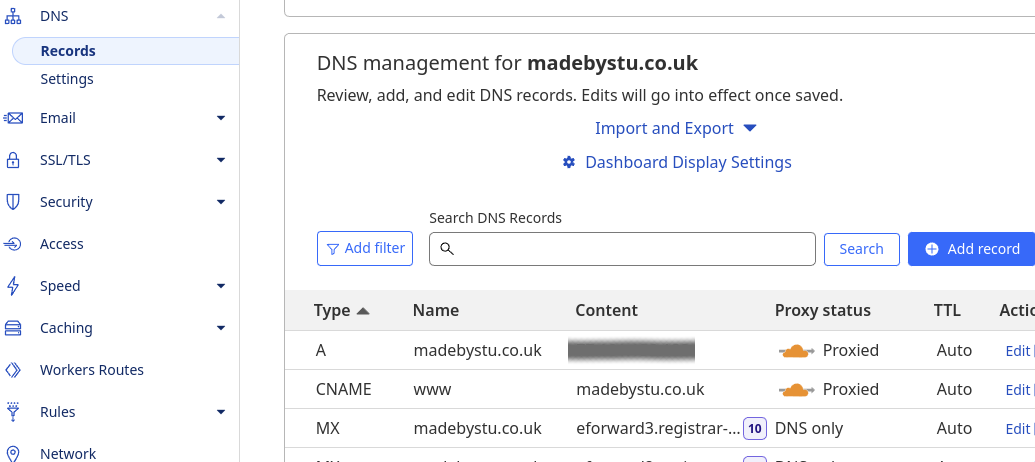 DNS
Records
Settings
Email
SSL/TLS
Security
Access
Speed
Caching
Workers Routes
Rules
Network
DNS management for madebystu.co.uk
Review, add, and edit DNS records. Edits will go into effect once saved.
Import and Export
Dashboard Display Settings
Search DNS Records
Add filter Search Add record
Type Name Content Proxy status TTL
A madebystu.co.uk Proxied Auto Edit
CNAME www madebystu.co.uk Proxied Auto Edit
MX madebystu.co.uk eforward3.registrar-... 10 DNS only Auto Edit